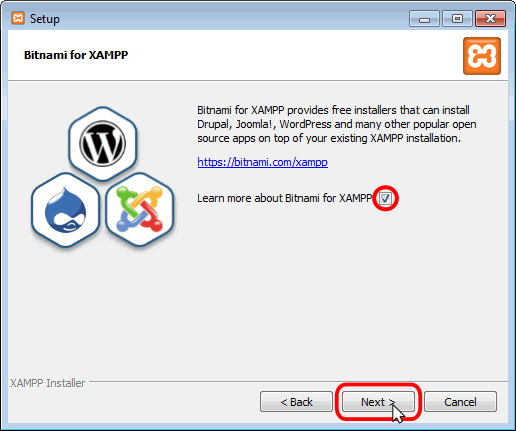 Setup
Bitnami for XAMPP
Bitnami for XAMPP provides free installers that can install
Drupal, Joomla!, WordPress and many other popular open
source apps on top of your existing XAMPP installation.
https://bitnami.com/xampp
Learn more about Bitnami for XAMPP
XAMPP Installer
< Back
Next >
Cancel